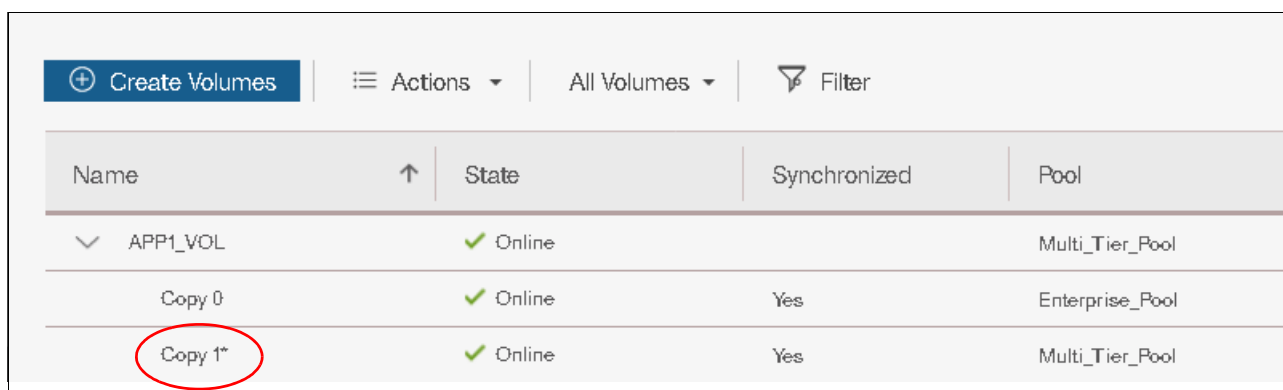 Create Volumes Actions All Volumes Filter
Name State Synchronized Pool
APP1_VOL Online Multi_Tier_Pool
Copy 0 Online Yes Enterprise_Pool
Copy 1* Online Yes Multi_Tier_Pool